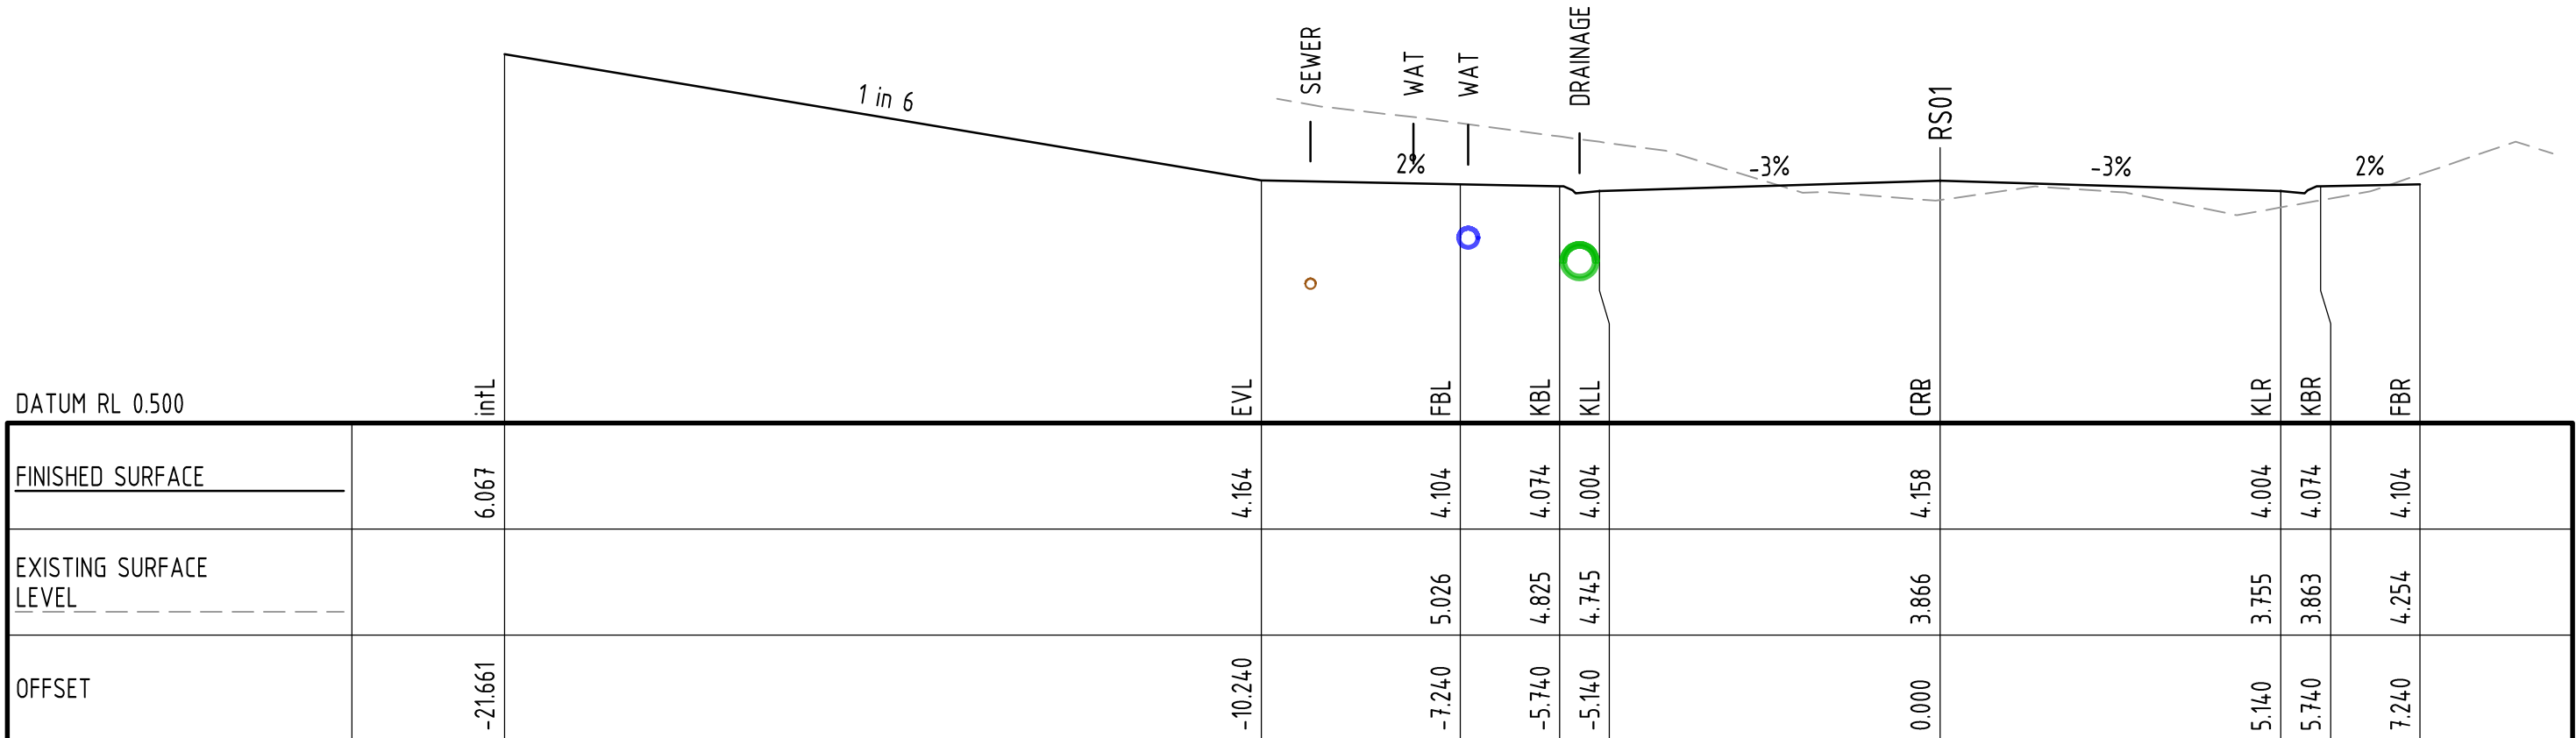 SEWER
WAT
WAT
DRAINAGE
RS01
1 in 6
2%
-3%
-3%
2%
DATUM RL 0.500
intL
EVL
FBL
KBL
KLL
KLR
KBR
FBR
FINISHED SURFACE
6.067
4.164
4.104
4.074
4.004
4.158
4.004
4.074
4.104
EXISTING SURFACE
LEVEL
5.026
4.825
4.745
3.866
3.755
3.863
4.254
OFFSET
-21.661
-10.240
-7.240
-5.740
-5.140
0.000
5.140
5.740
7.240